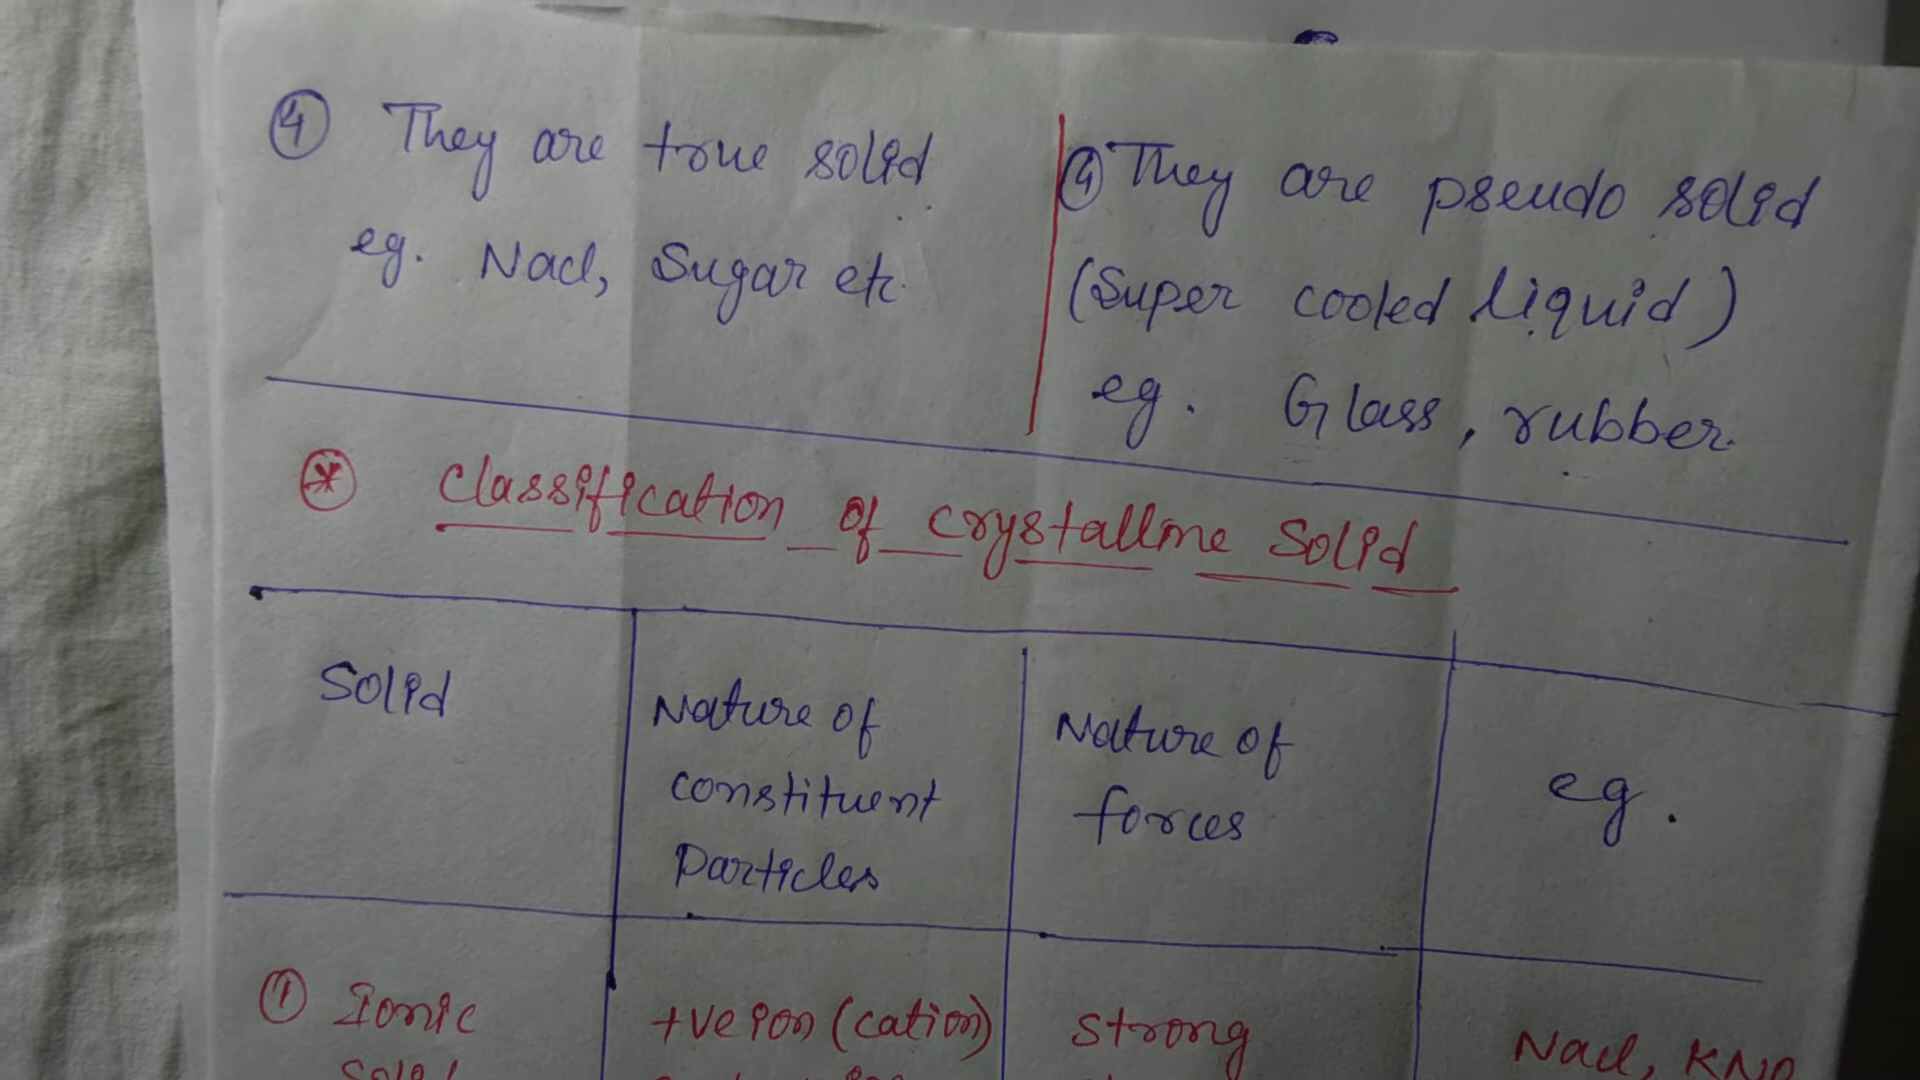 ④ They are true solid
eg. Nacl, Sugar etc.
④ They are pseudo solid
(Super cooled liquid)
eg. Glass, rubber.
* Classification of crystalline Solid
Solid
Nature of
constituent
Particles
Nature of
forces
eg.
① Ionic
Solid
+ve ion (cation)
strong
Nacl, KNO